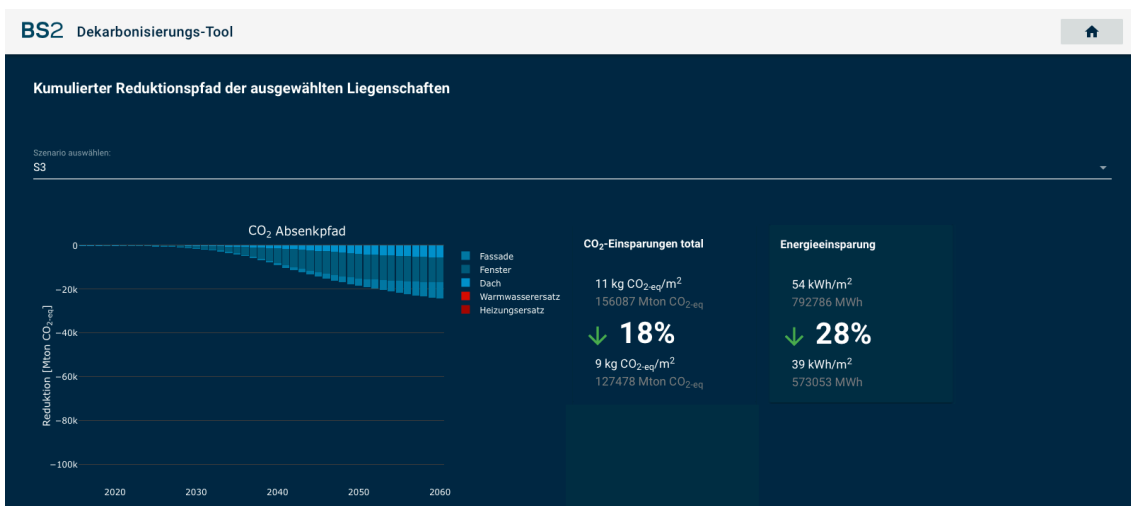 BS2 Dekarbonisierungs-Tool
Kumulierter Reduktionspfad der ausgewählten Liegenschaften
Szenario auswählen:
S3
CO2 Absenkpfad
Reduktion [Mton CO2-eq]
0
−20k
−40k
−60k
−80k
−100k
2020 2030 2040 2050 2060
Fassade
Fenster
Dach
Warmwasserersatz
Heizungsersatz
CO2-Einsparungen total
11 kg CO2-eq/m2
156087 Mton CO2-eq
18%
9 kg CO2-eq/m2
127478 Mton CO2-eq
Energieeinsparung
54 kWh/m2
792786 MWh
28%
39 kWh/m2
573053 MWh